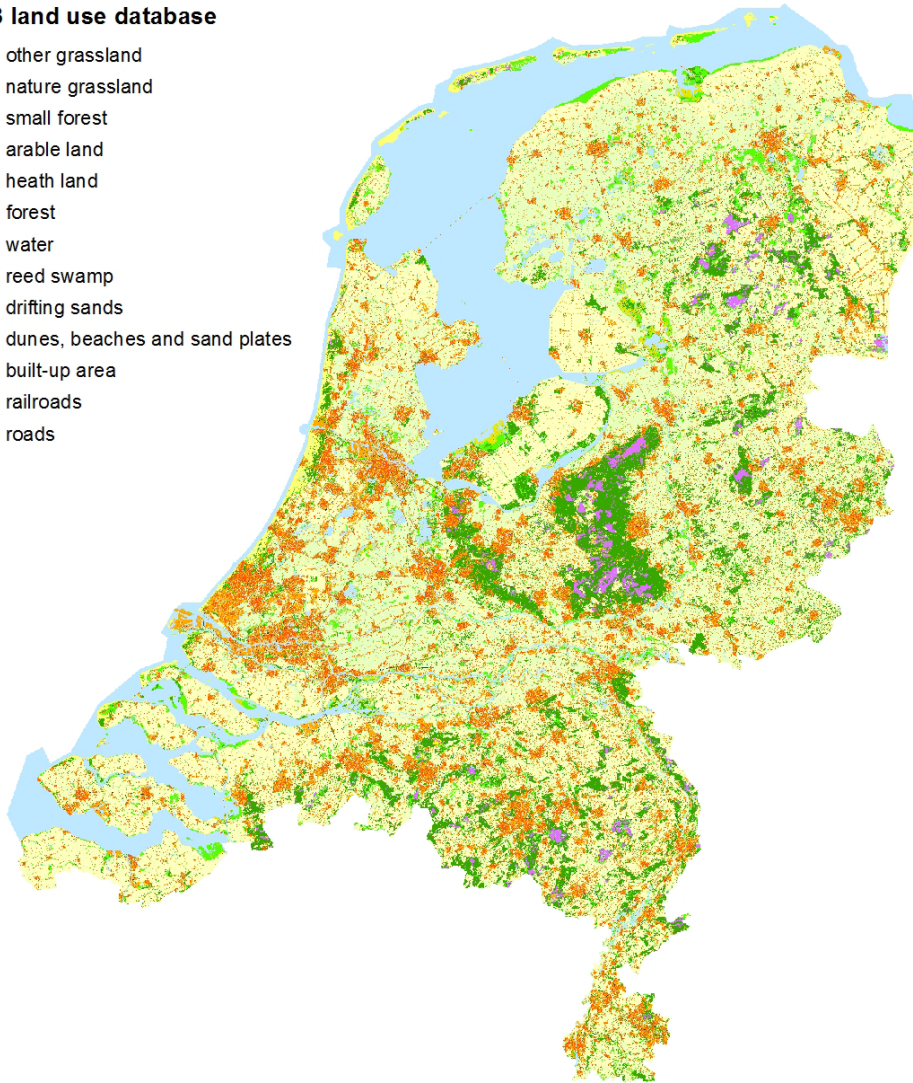 land use database
other grassland
nature grassland
small forest
arable land
heath land
forest
water
reed swamp
drifting sands
dunes, beaches and sand plates
built-up area
railroads
roads